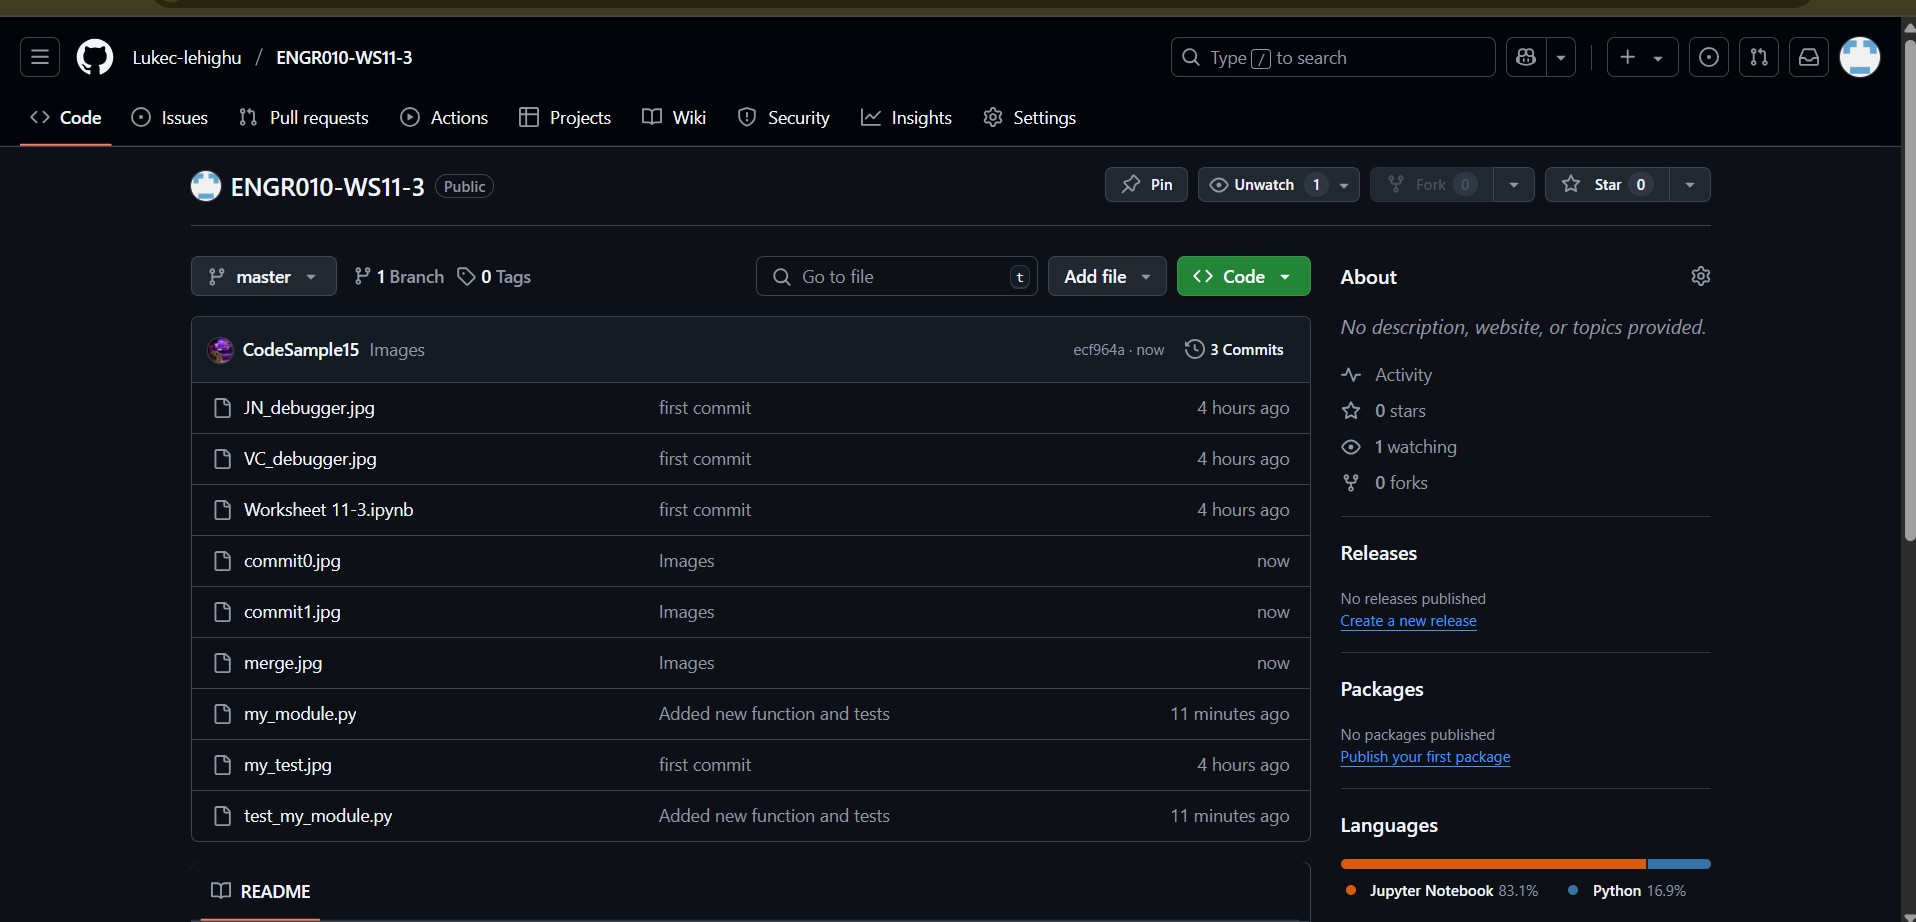 Lukec-lehighu / ENGR010-WS11-3
Type / to search
Code Issues Pull requests Actions Projects Wiki Security Insights Settings
ENGR010-WS11-3 Public
Pin Unwatch 1 Fork 0 Star 0
master 1 Branch 0 Tags
Go to file t Add file Code
CodeSample15 Images ecf964a · now 3 Commits
JN_debugger.jpg first commit 4 hours ago
VC_debugger.jpg first commit 4 hours ago
Worksheet 11-3.ipynb first commit 4 hours ago
commit0.jpg Images now
commit1.jpg Images now
merge.jpg Images now
my_module.py Added new function and tests 11 minutes ago
my_test.jpg first commit 4 hours ago
test_my_module.py Added new function and tests 11 minutes ago
README
About
No description, website, or topics provided.
Activity
0 stars
1 watching
0 forks
Releases
No releases published
Create a new release
Packages
No packages published
Publish your first package
Languages
Jupyter Notebook 83.1% Python 16.9%